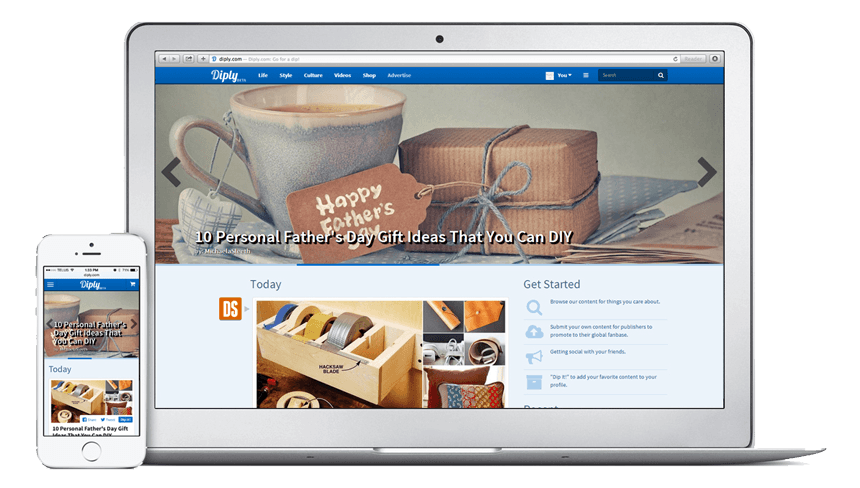 diply.com — Diply.com: Go for a dip!
Reader
Diply BETA
Life Style Culture Videos Shop Advertise
You
Search
Happy
Father's
Day
10 Personal Father's Day Gift Ideas That You Can DIY
by
Today
DS
HACKSAW
BLADE
Get Started
Browse our content for things you care about.
Submit your own content for publishers to
promote to their global fanbase.
Getting social with your friends.
"Dip It!" to add your favorite content to your
profile.
Recent
1:33 PM
diply.com
Diply
10 Personal Father's
Day Gift Ideas That
You Can DIY
Today
10 Personal Father's Day Gift
Ideas That You Can DIY